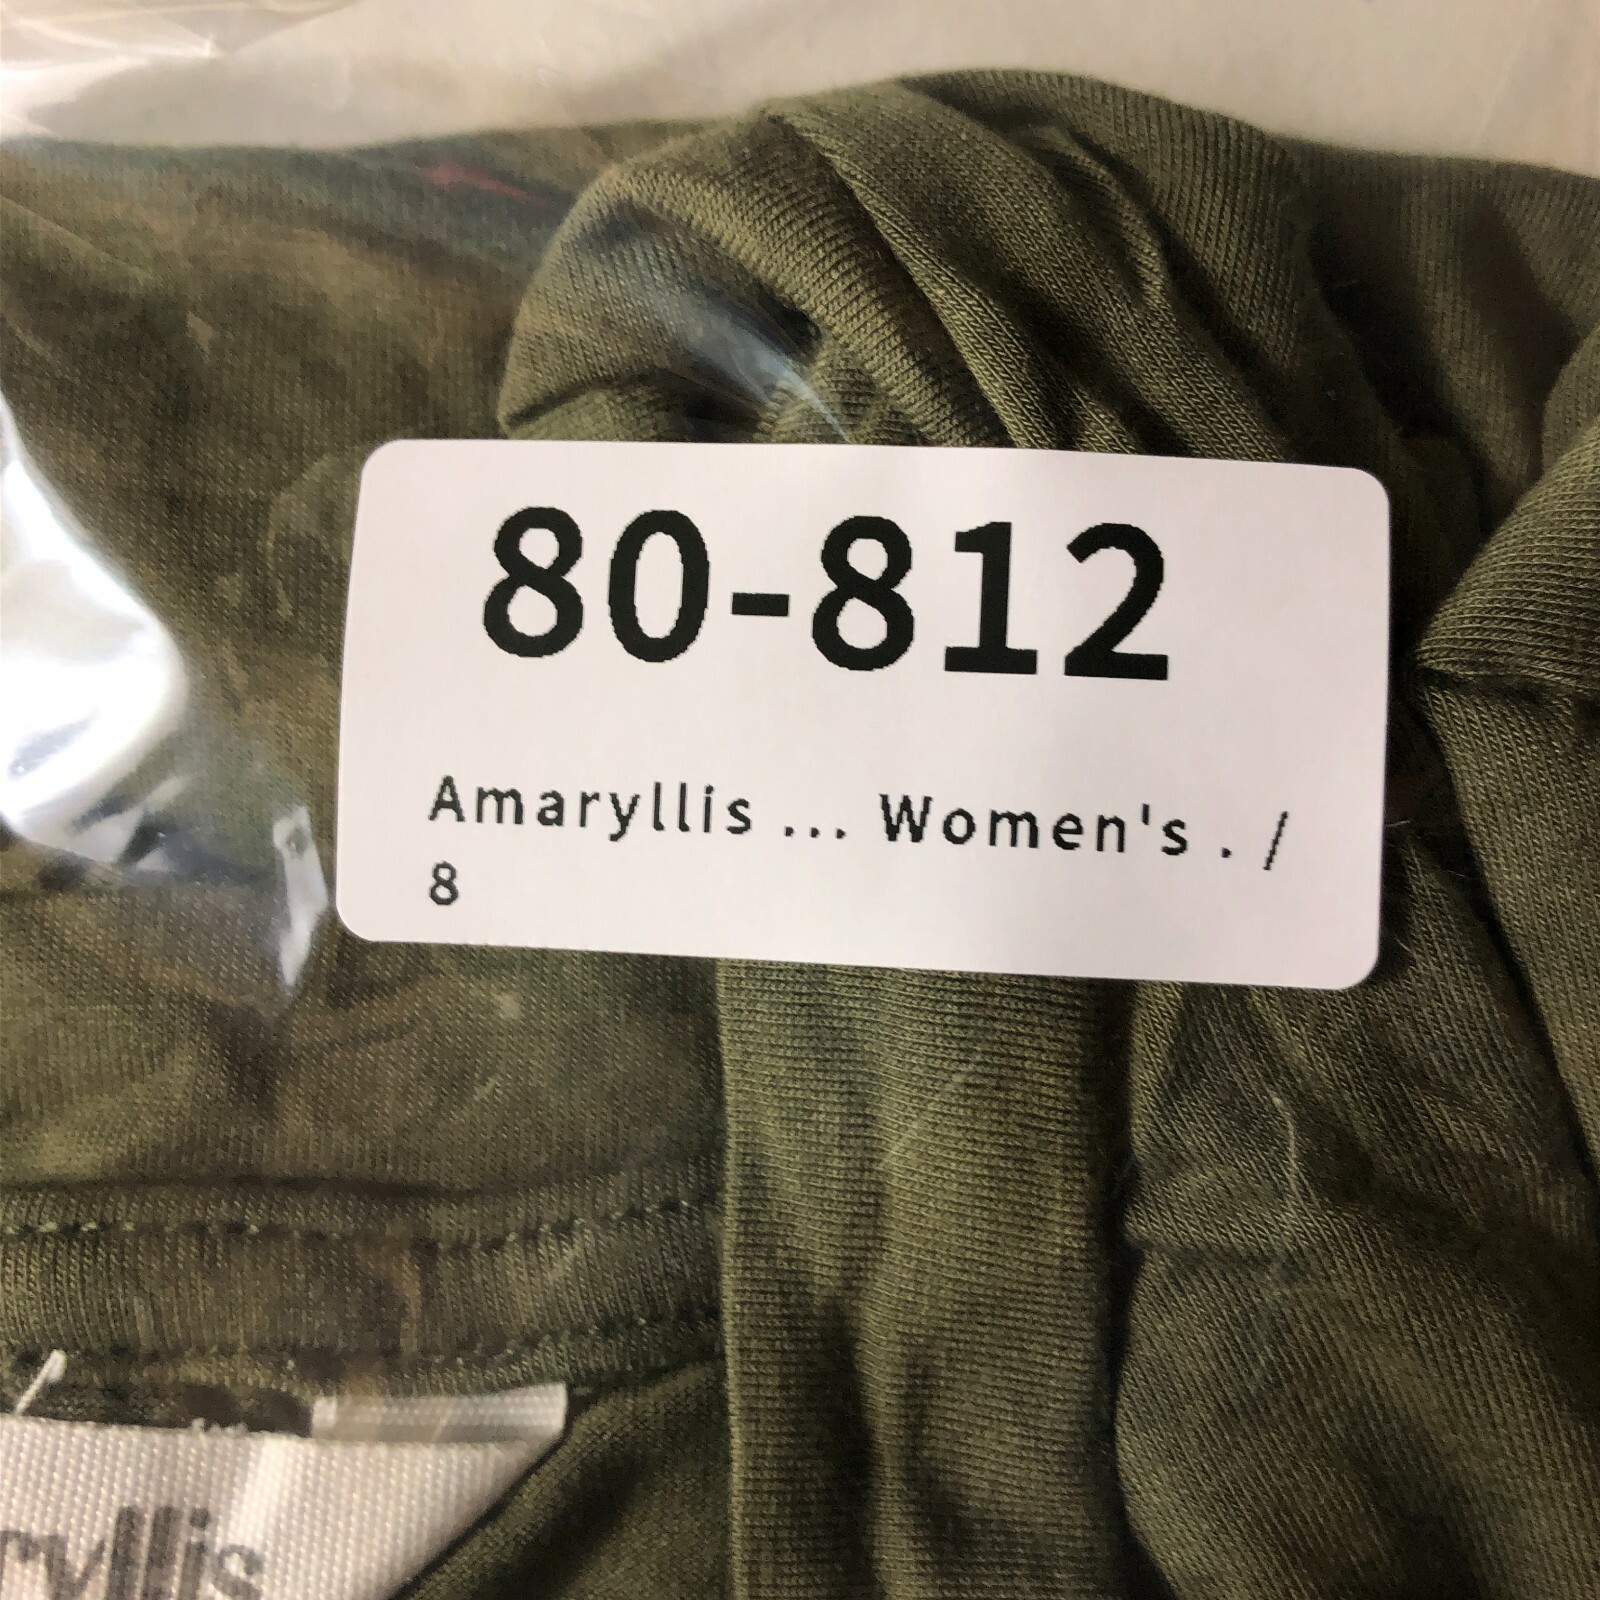 80-812
Amaryllis ... Women's . /
8
ryllis